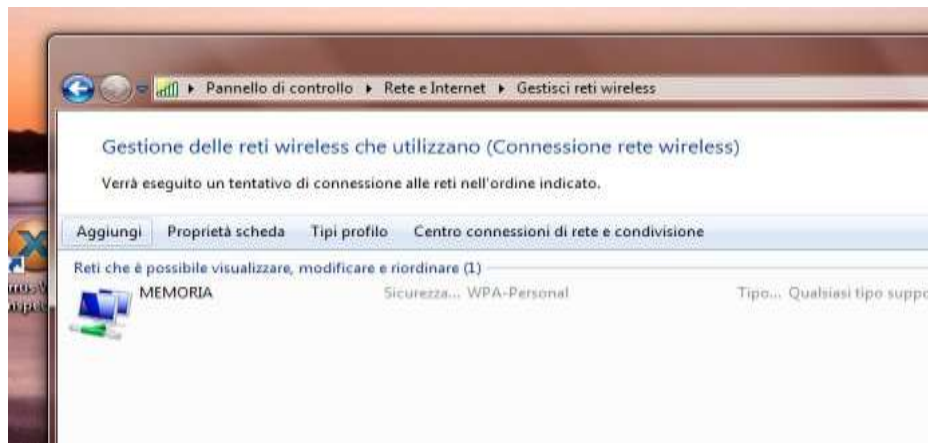 Pannello di controllo ▸ Rete e Internet ▸ Gestisci reti wireless
Gestione delle reti wireless che utilizzano (Connessione rete wireless)
Verrà eseguito un tentativo di connessione alle reti nell'ordine indicato.
Aggiungi Proprietà scheda Tipi profilo Centro connessioni di rete e condivisione
Reti che è possibile visualizzare, modificare e riordinare (1)
MEMORIA Sicurezza... WPA-Personal Tipo... Qualsiasi tipo suppo